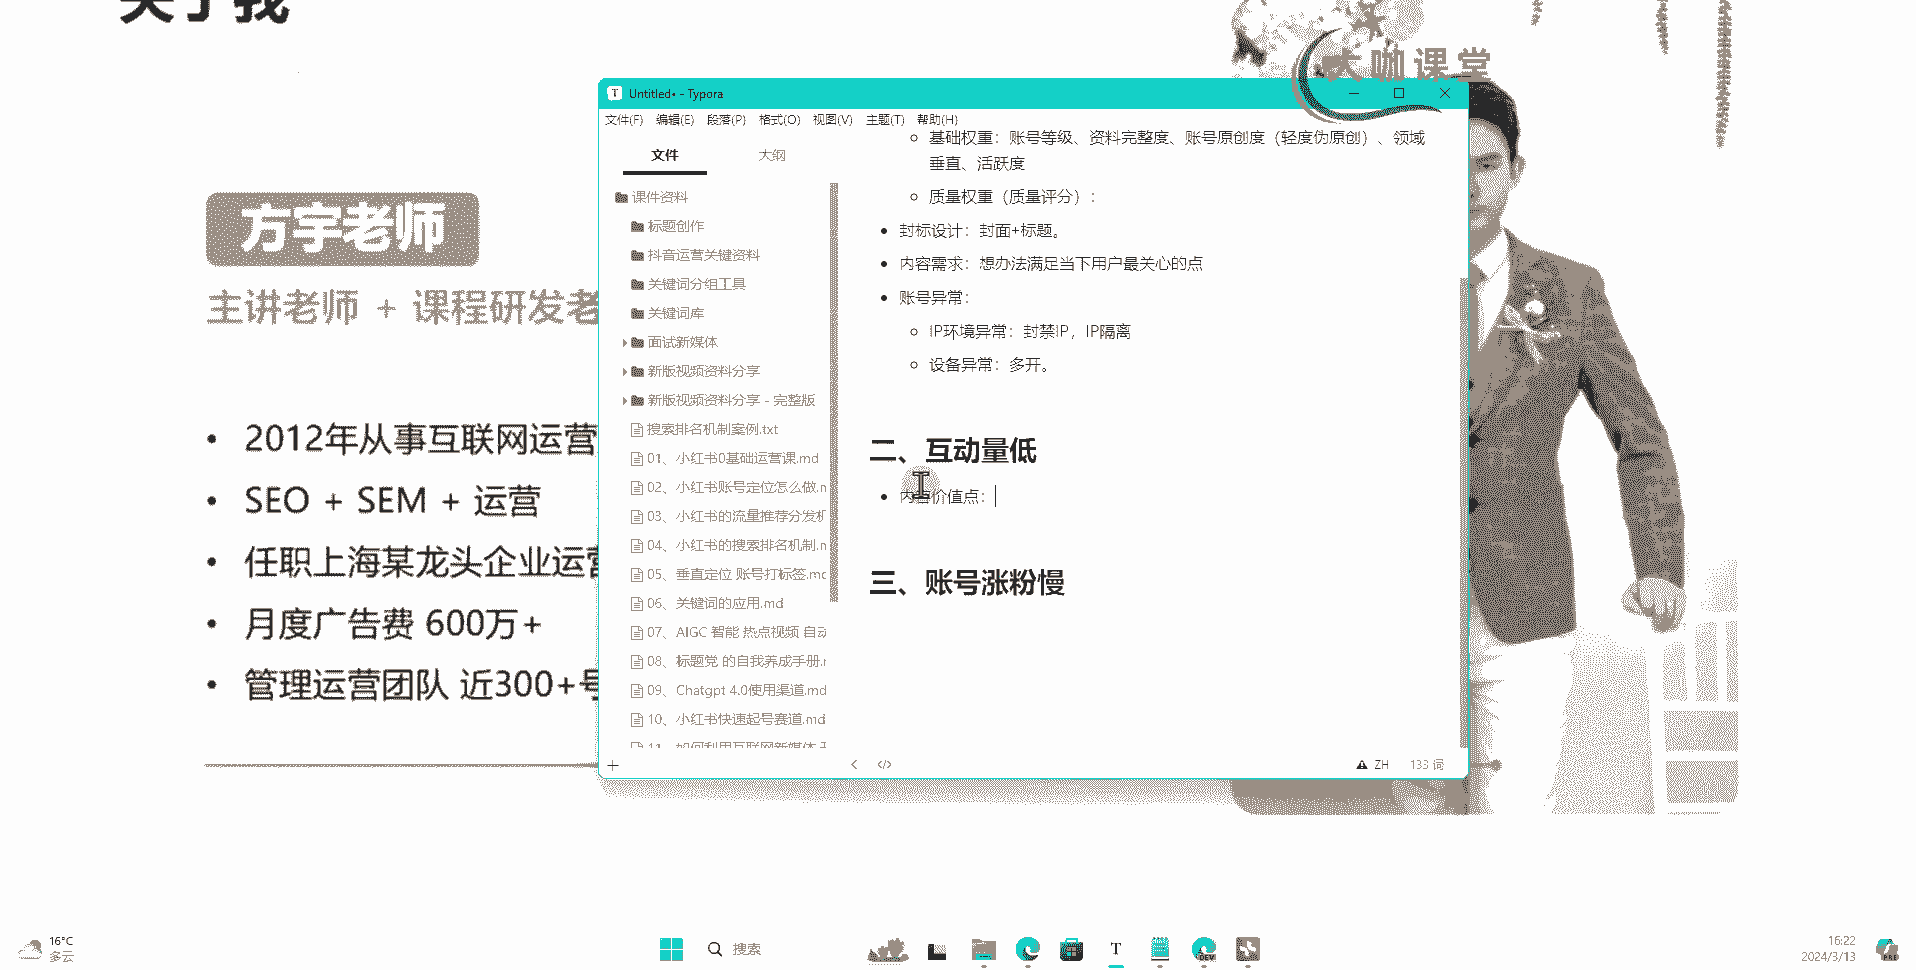 关于我
大咖课堂
方宇老师
主讲老师 + 课程研发老
2012年从事互联网运营
SEO + SEM + 运营
任职上海某龙头企业运营
月度广告费 600万+
管理运营团队 近300+号
Untitled• - Typora
文件(F) 编辑(E) 段落(P) 格式(O) 视图(V) 主题(T) 帮助(H)
文件 大纲
课件资料
标题创作
抖音运营关键资料
关键词分组工具
关键词库
面试新媒体
新版视频资料分享
新版视频资料分享 - 完整版
搜索排名机制案例.txt
01、小红书0基础运营课.md
02、小红书账号定位怎么做.m
03、小红书的流量推荐分发机
04、小红书的搜索排名机制.m
05、垂直定位 账号打标签.md
06、关键词的应用.md
07、AIGC 智能 热点视频 自动
08、标题党 的自我养成手册.m
09、Chatgpt 4.0使用渠道.md
10、小红书快速起号赛道.md
11、如何利用互联网新媒体
基础权重：账号等级、资料完整度、账号原创度（轻度伪原创）、领域
垂直、活跃度
质量权重（质量评分）：
封标设计：封面+标题。
内容需求：想办法满足当下用户最关心的点
账号异常：
IP环境异常：封禁IP，IP隔离
设备异常：多开。
二、互动量低
内容价值点：
三、账号涨粉慢
ZH 133 词
16°C
多云
搜索
DEV
16:22
2024/3/13
PRE